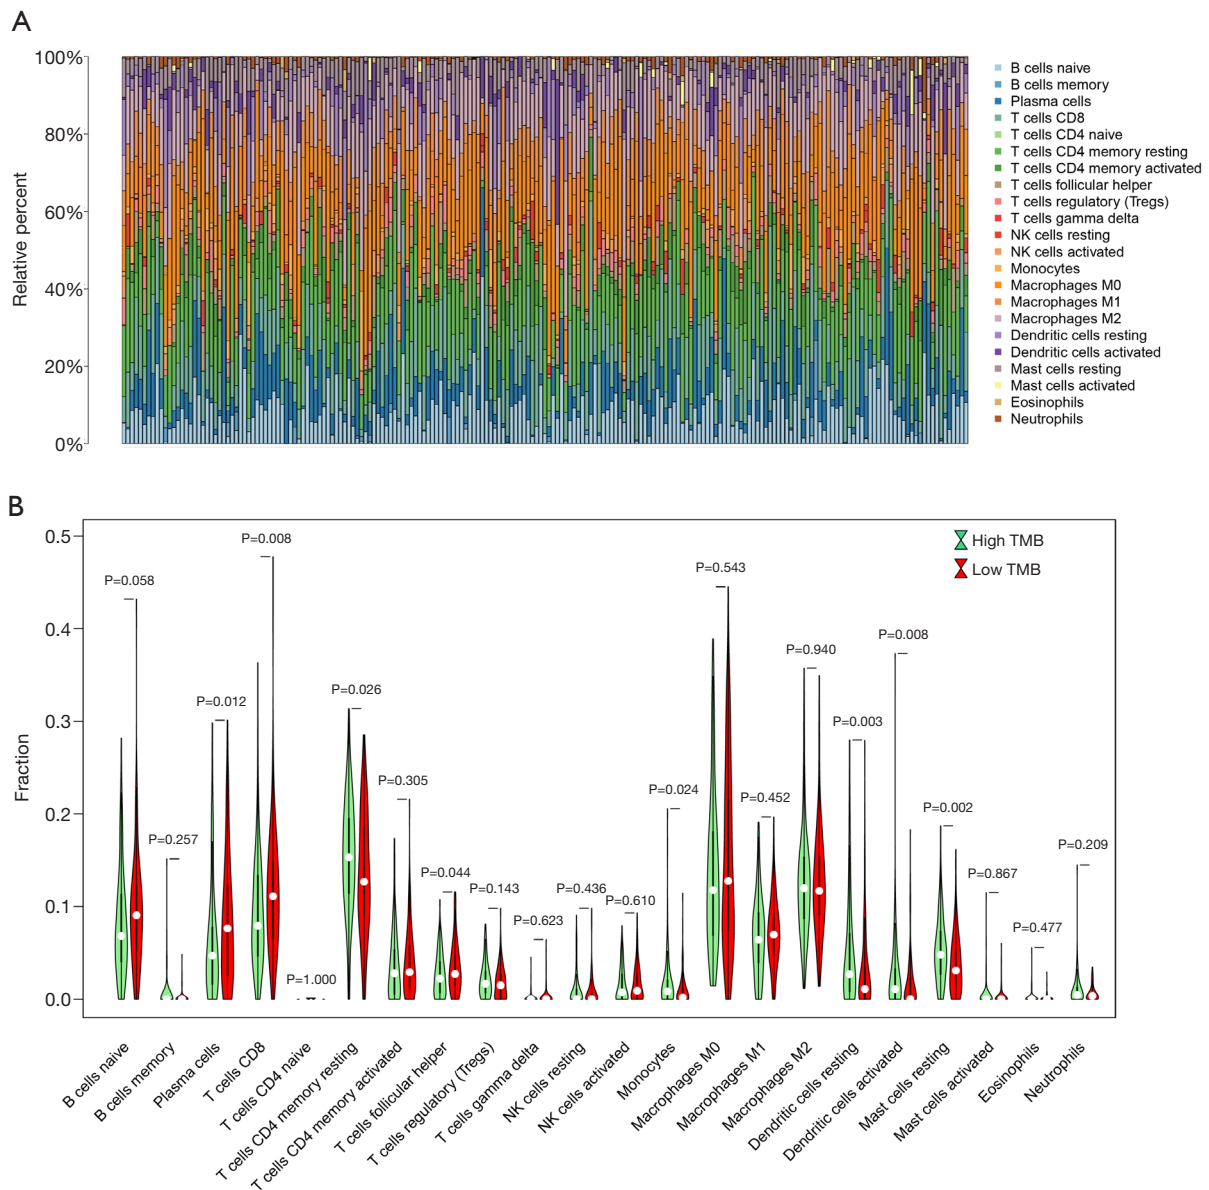 A
100%
80%
60%
40%
20%
0%
Relative percent
B cells naive
B cells memory
Plasma cells
T cells CD8
T cells CD4 naive
T cells CD4 memory resting
T cells CD4 memory activated
T cells follicular helper
T cells regulatory (Tregs)
T cells gamma delta
NK cells resting
NK cells activated
Monocytes
Macrophages M0
Macrophages M1
Macrophages M2
Dendritic cells resting
Dendritic cells activated
Mast cells resting
Mast cells activated
Eosinophils
Neutrophils
B
0.5
0.4
0.3
0.2
0.1
0.0
Fraction
High TMB
Low TMB
P=0.058
P=0.257
P=0.012
P=0.008
P=1.000
P=0.026
P=0.305
P=0.044
P=0.143
P=0.623
P=0.436
P=0.610
P=0.024
P=0.543
P=0.452
P=0.940
P=0.003
P=0.008
P=0.002
P=0.867
P=0.477
P=0.209
B cells naive
B cells memory
Plasma cells
T cells CD8
T cells CD4 naive
T cells CD4 memory resting
T cells CD4 memory activated
T cells follicular helper
T cells regulatory (Tregs)
T cells gamma delta
NK cells resting
NK cells activated
Monocytes
Macrophages M0
Macrophages M1
Macrophages M2
Dendritic cells resting
Dendritic cells activated
Mast cells resting
Mast cells activated
Eosinophils
Neutrophils